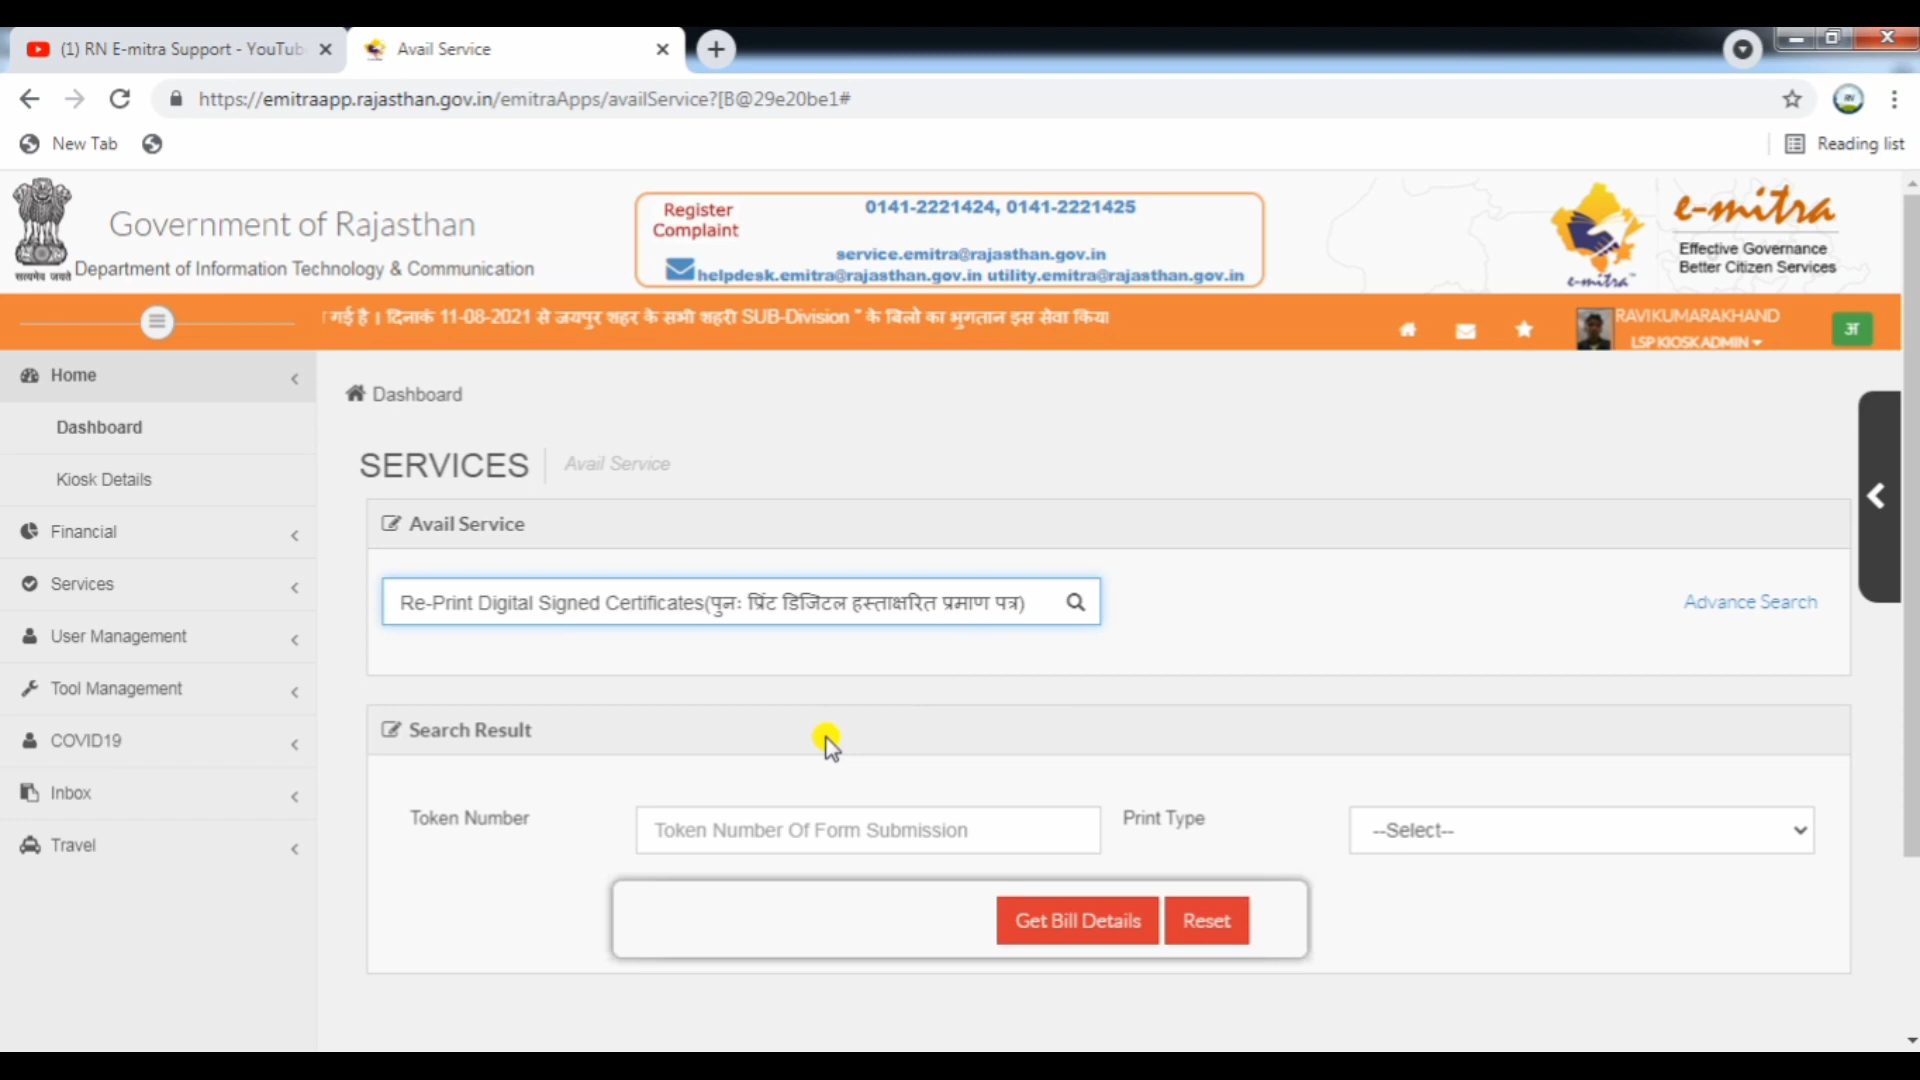 (1) RN E-mitra Support - YouTub
Avail Service
https://emitraapp.rajasthan.gov.in/emitraApps/availService?[B@29e20be1#
New Tab
Reading list
सत्यमेव जयते
Government of Rajasthan
Department of Information Technology & Communication
Register
Complaint
0141-2221424, 0141-2221425
service.emitra@rajasthan.gov.in
helpdesk.emitra@rajasthan.gov.in utility.emitra@rajasthan.gov.in
e-mitra
e-mitra
Effective Governance
Better Citizen Services
गई है । दिनाकं 11-08-2021 से जयपुर शहर के सभी शहरी SUB-Division " के बिलो का भुगतान इस सेवा किया
RAVIKUMARAKHAND
LSP KIOSK ADMIN
अ
Home
Dashboard
Kiosk Details
Financial
Services
User Management
Tool Management
COVID19
Inbox
Travel
Dashboard
SERVICES
Avail Service
Avail Service
Re-Print Digital Signed Certificates(पुनः प्रिंट डिजिटल हस्ताक्षरित प्रमाण पत्र)
Advance Search
Search Result
Token Number
Token Number Of Form Submission
Print Type
--Select--
Get Bill Details
Reset